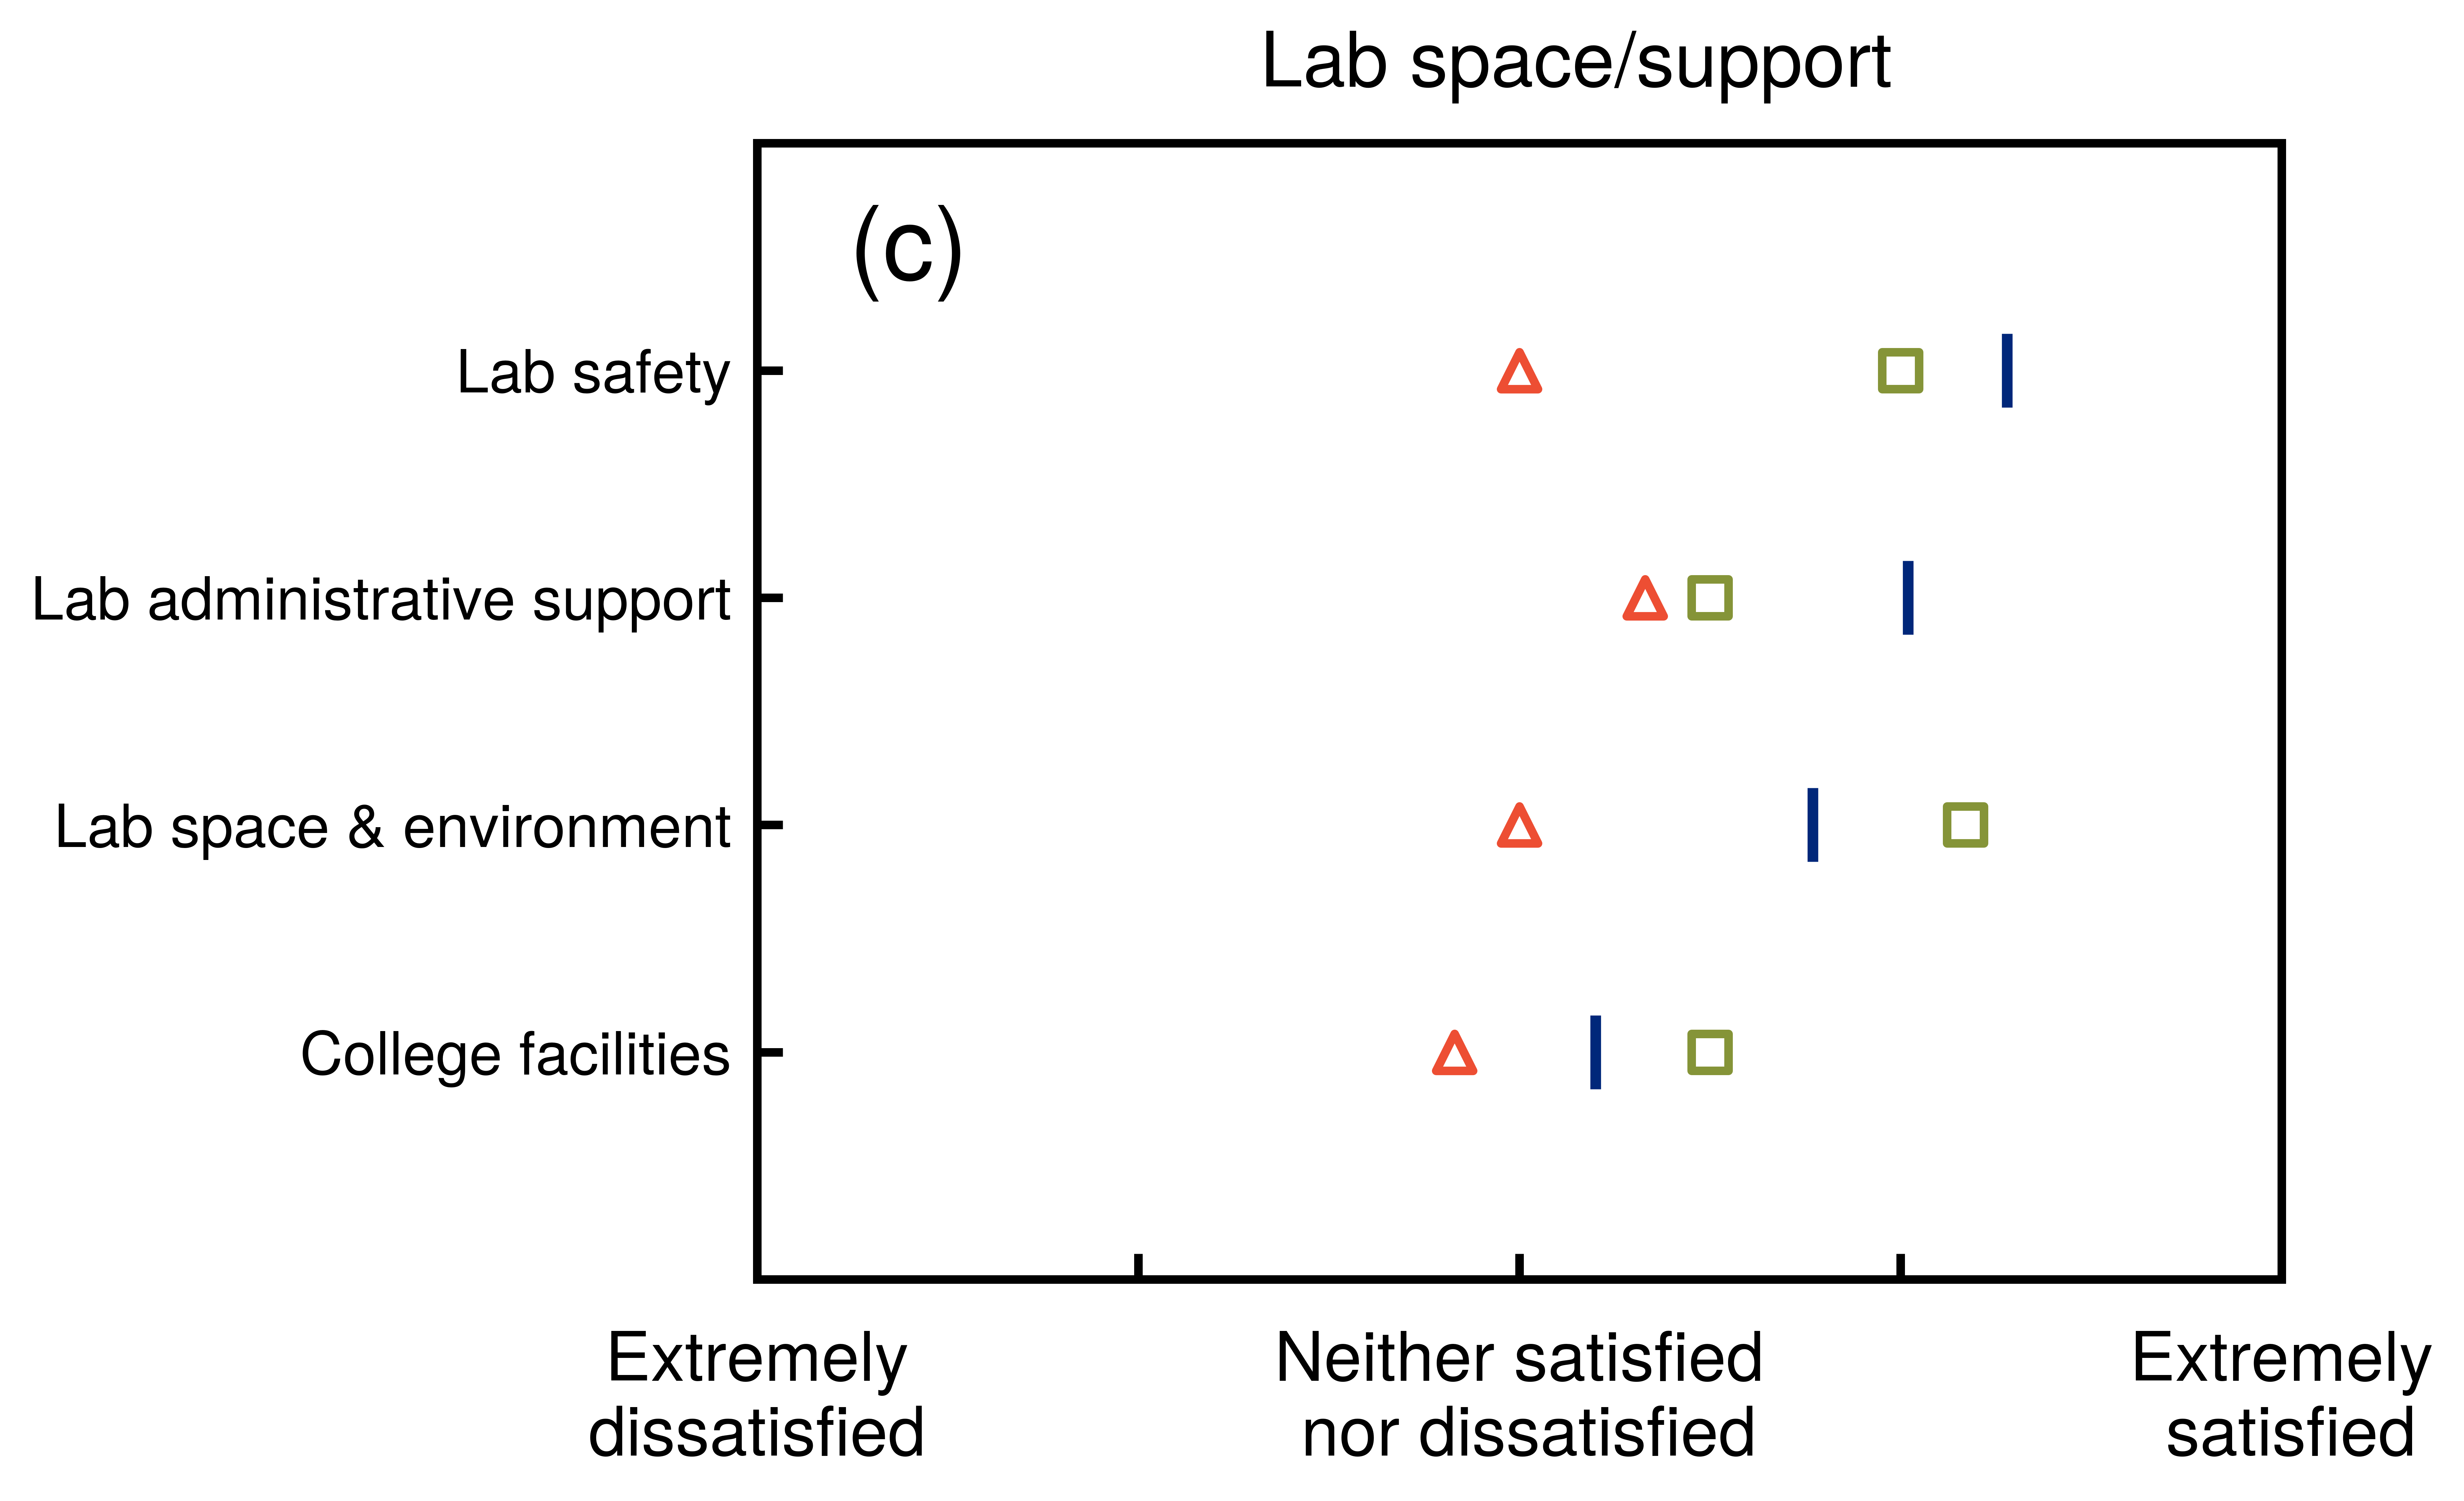 Lab space/support
(c)
Lab safety
Lab administrative support
Lab space & environment
College facilities
Extremely
dissatisfied
Neither satisfied
nor dissatisfied
Extremely
satisfied